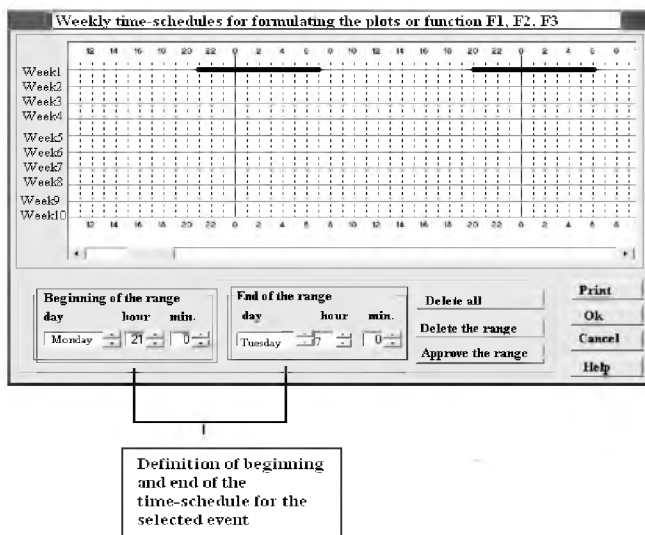 Weekly time-schedules for formulating the plots or function F1, F2, F3
12 14 16 18 20 22 0 2 4 6 8 10 12 14 16 18 20 22 0 2 4 6 8
Week1
Week2
Week3
Week4
Week5
Week6
Week7
Week8
Week9
Week10
12 14 16 18 20 22 0 2 4 6 8 10 12 14 16 18 20 22 0 2 4 6 8
Beginning of the range
day hour min.
Monday 21 0
End of the range
day hour min.
Tuesday 7 0
Delete all
Delete the range
Approve the range
Print
Ok
Cancel
Help
Definition of beginning
and end of the
time-schedule for the
selected event